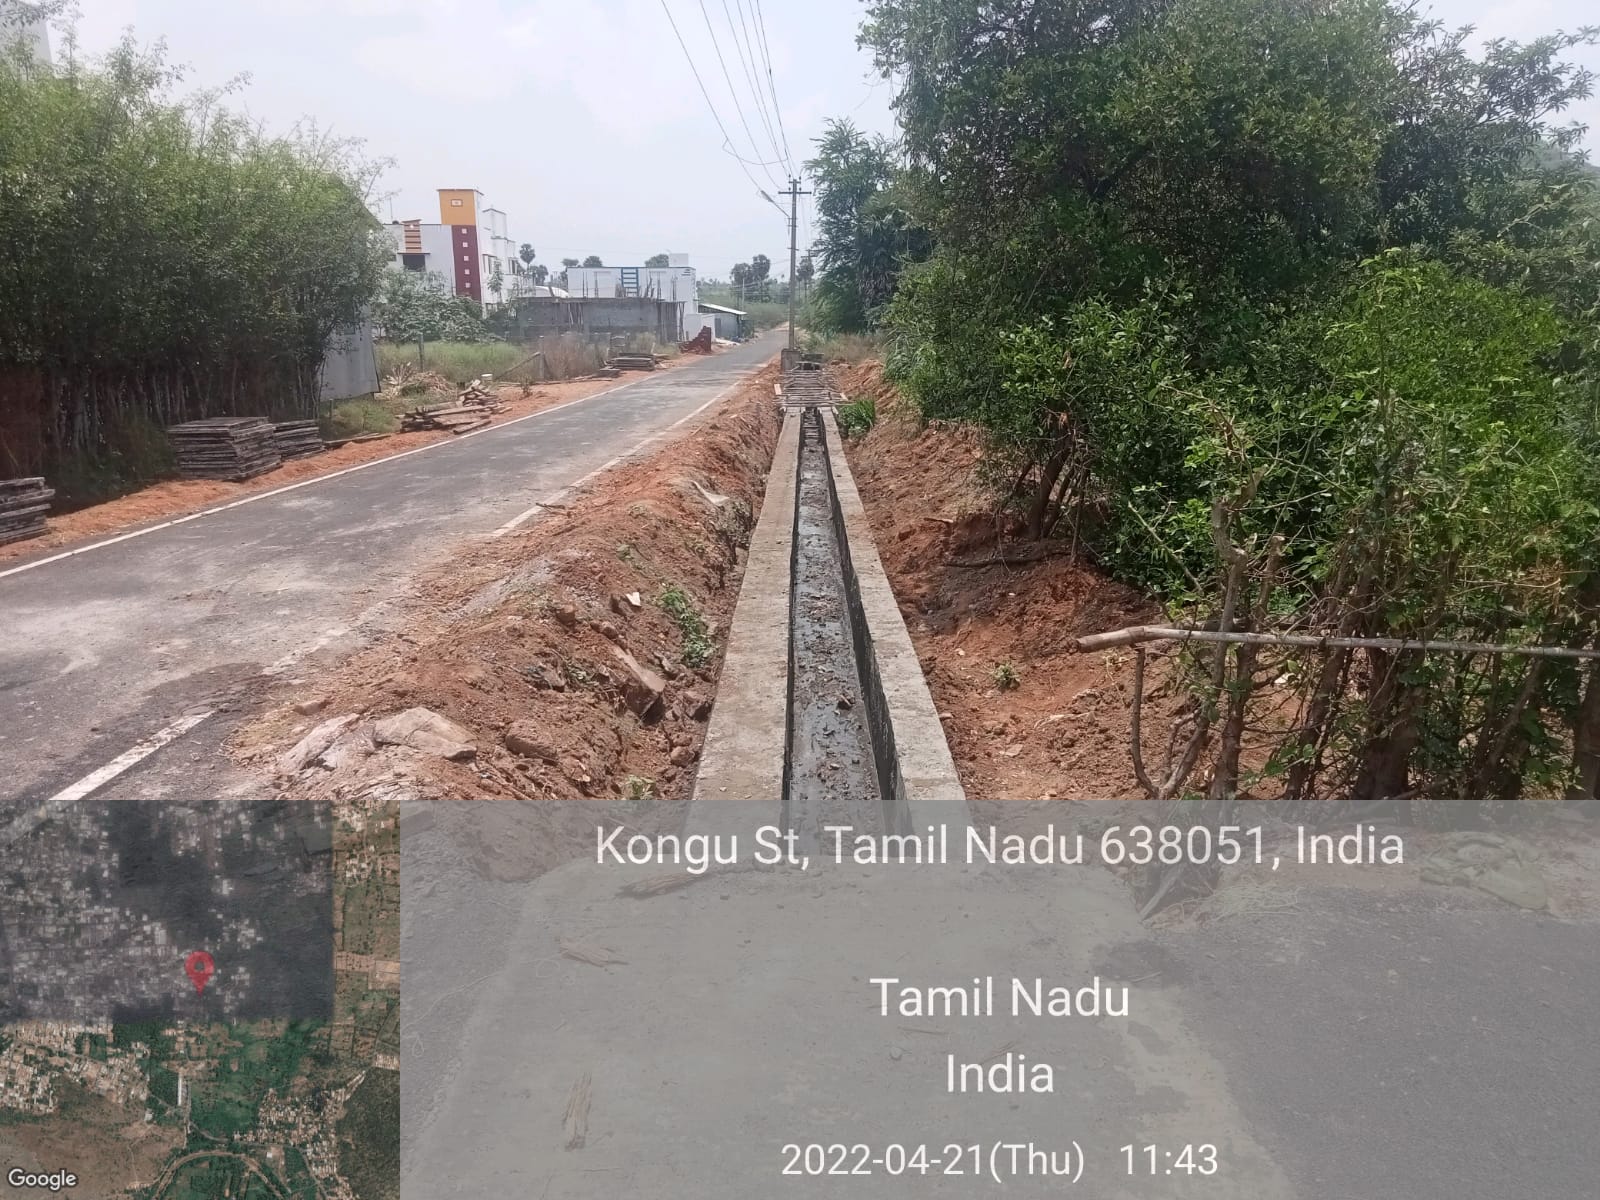 Kongu St, Tamil Nadu 638051, India
Tamil Nadu
India
2022-04-21(Thu) 11:43
Google